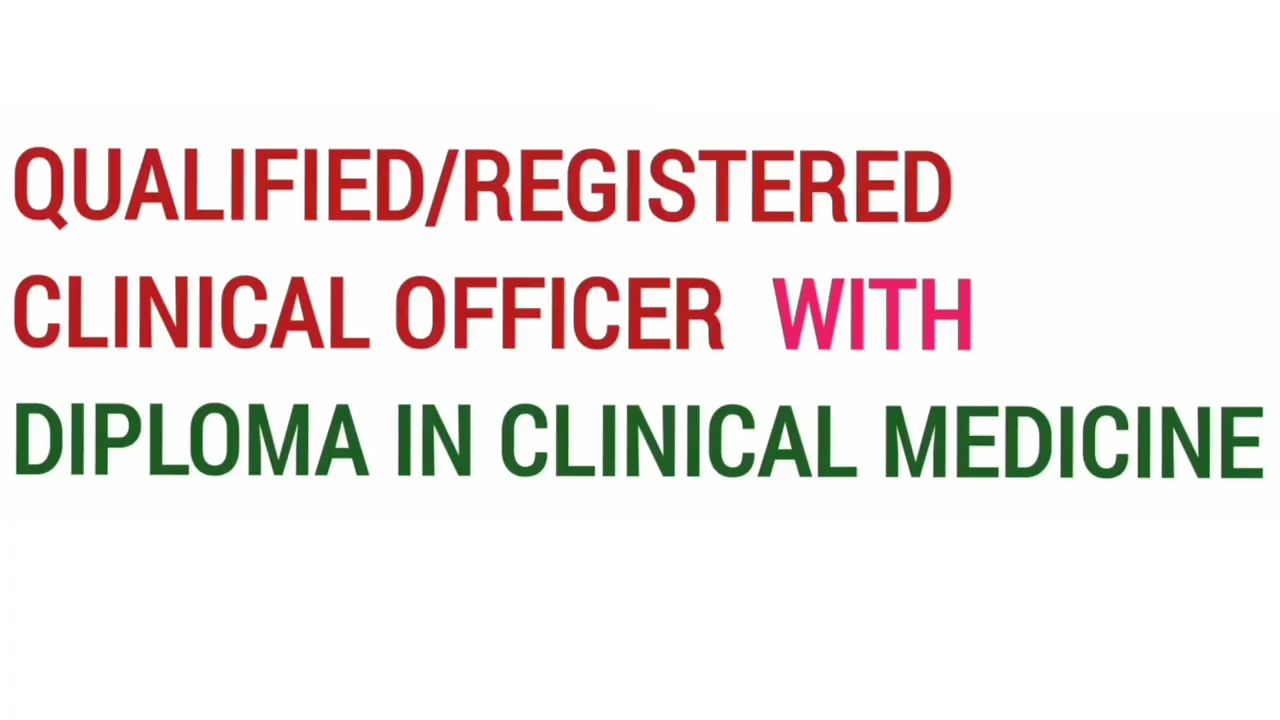 QUALIFIED/REGISTERED
CLINICAL OFFICER WITH
DIPLOMA IN CLINICAL MEDICINE